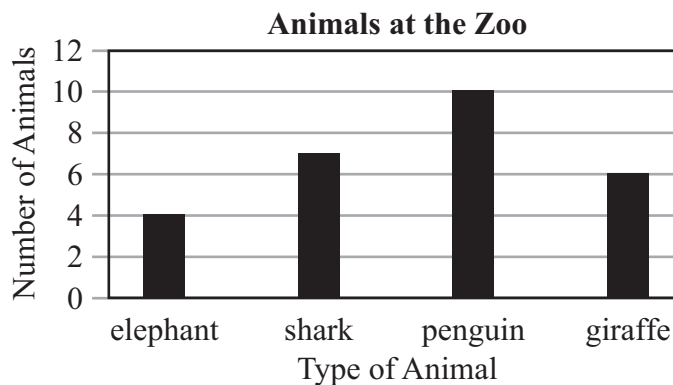 Animals at the Zoo
Number of Animals
12
10
8
6
4
2
0
elephant shark penguin giraffe
Type of Animal